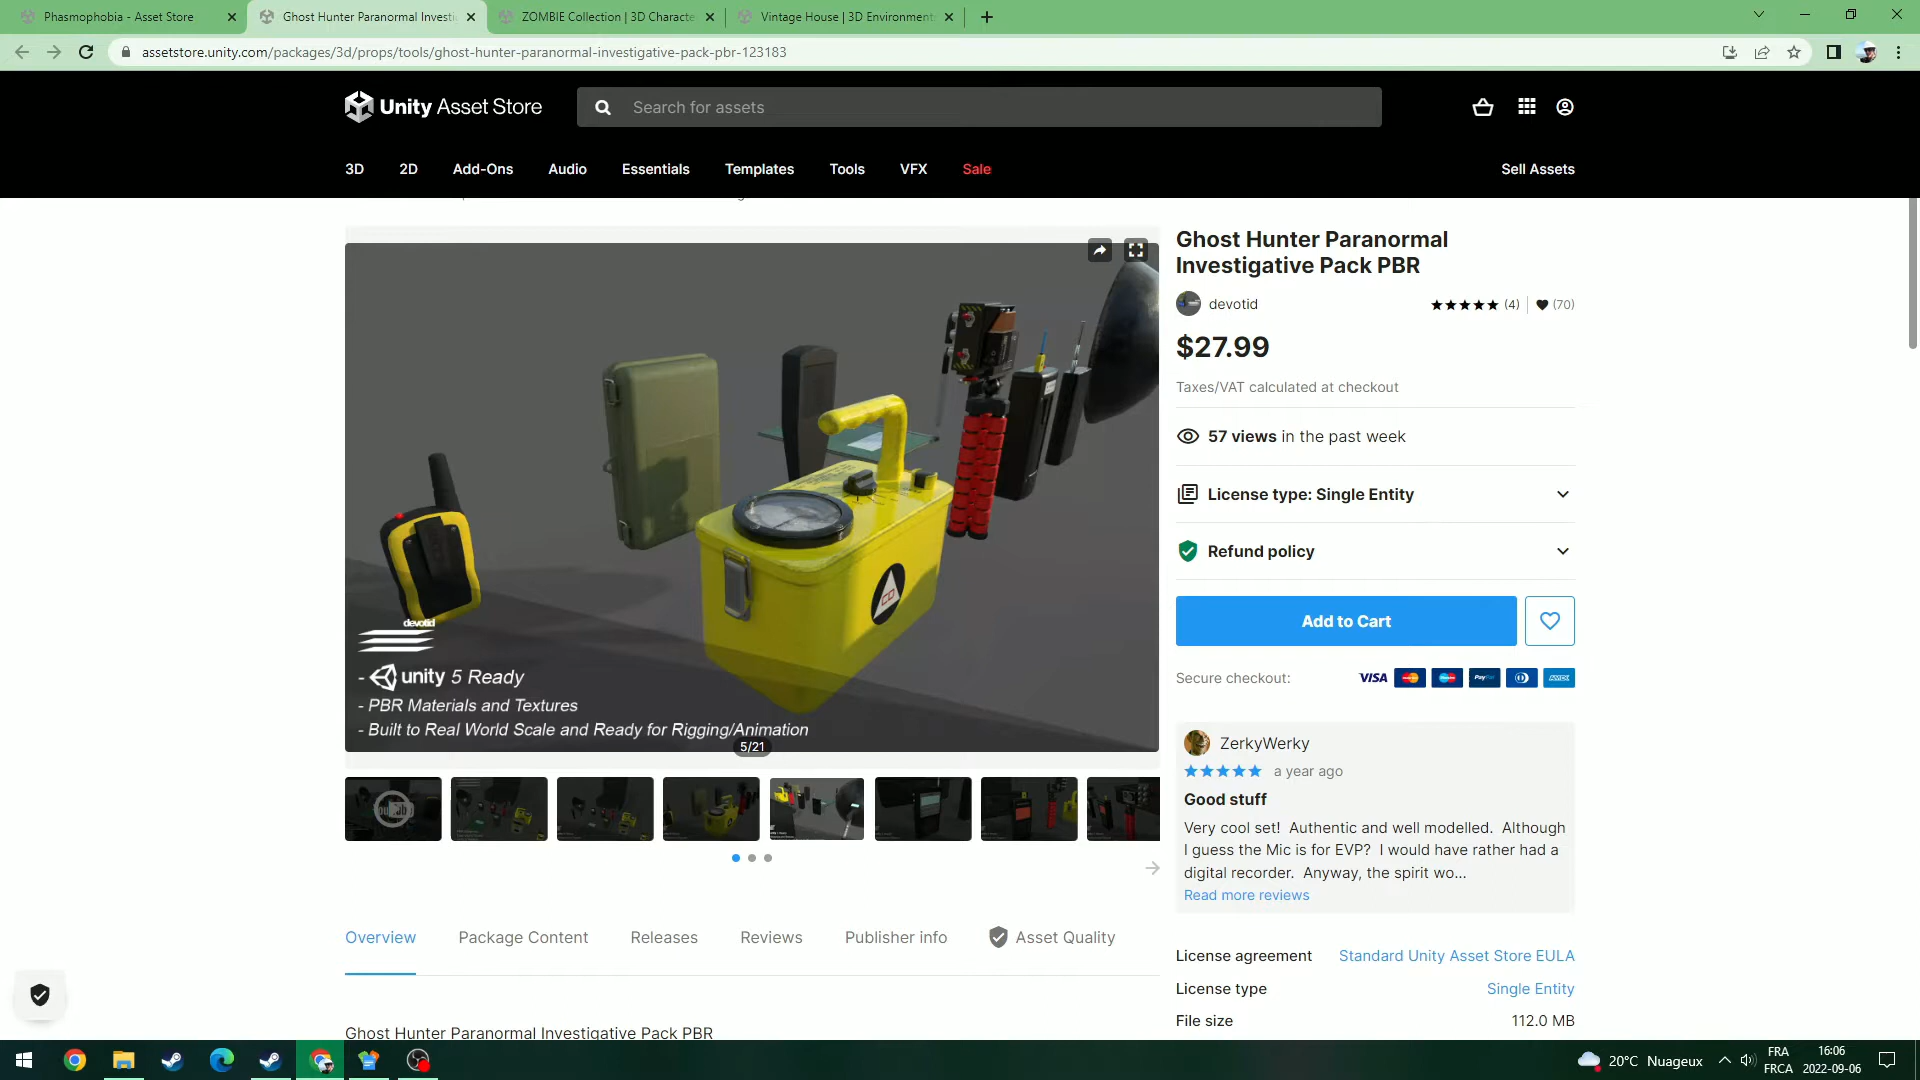 Phasmophobia - Asset Store
Ghost Hunter Paranormal Investi
ZOMBIE Collection | 3D Characte
Vintage House | 3D Environment
assetstore.unity.com/packages/3d/props/tools/ghost-hunter-paranormal-investigative-pack-pbr-123183
Unity Asset Store
Search for assets
3D 2D Add-Ons Audio Essentials Templates Tools VFX Sale Sell Assets
Ghost Hunter Paranormal
Investigative Pack PBR
devotid
(4) (70)
$27.99
Taxes/VAT calculated at checkout
57 views in the past week
License type: Single Entity
Refund policy
Add to Cart
Secure checkout: VISA PayPal AMEX
CD
devotid
- unity 5 Ready
- PBR Materials and Textures
- Built to Real World Scale and Ready for Rigging/Animation
5/21
ZerkyWerky
a year ago
Good stuff
Very cool set! Authentic and well modelled. Although
I guess the Mic is for EVP? I would have rather had a
digital recorder. Anyway, the spirit wo...
Read more reviews
Overview Package Content Releases Reviews Publisher info Asset Quality
License agreement Standard Unity Asset Store EULA
License type Single Entity
File size 112.0 MB
Ghost Hunter Paranormal Investigative Pack PBR
20°C Nuageux
FRA
FRCA
16:06
2022-09-06